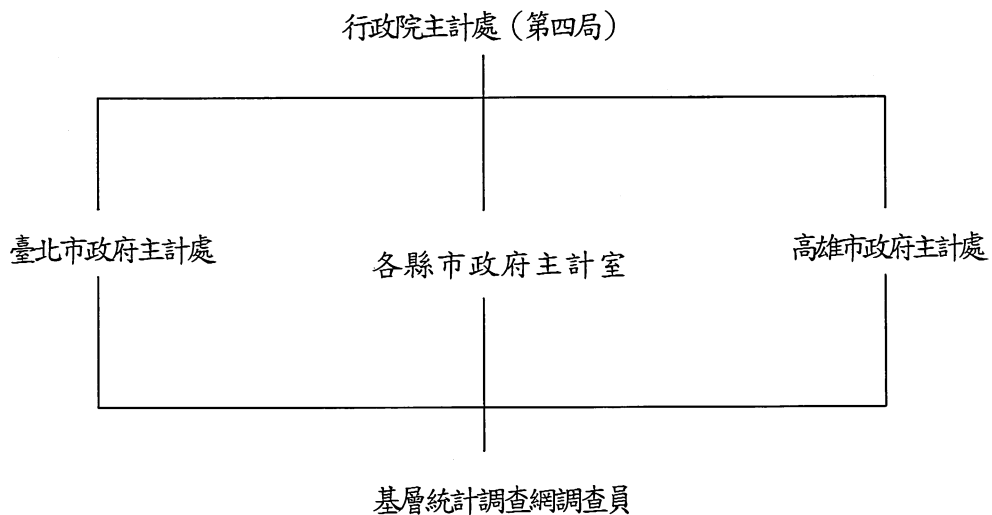 行政院主計處（第四局）
臺北市政府主計處
各縣市政府主計室
高雄市政府主計處
基層統計調查網調查員